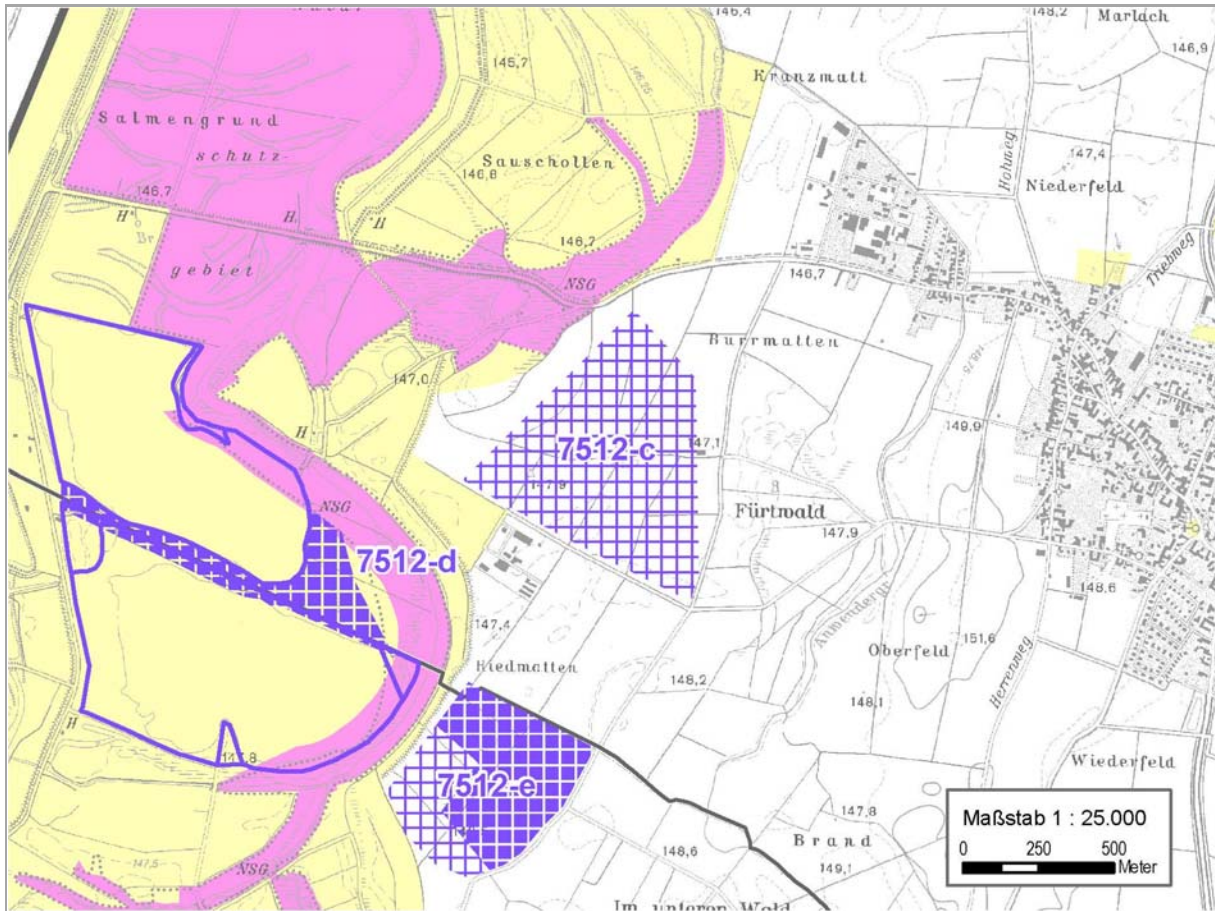 146,4
148,2
Marlach
146,9
145,7
Kranzmatt
Salmengrund
schutz-
Sauschollen
146,8
Hohweg
147,4
Niederfeld
146,7
H
Br
H
H
146,7
gebiet
NSG
146,7
Triebweg
Burrmatten
147,0
H
149,9
147,1
7512-c
147,9
NSG
Fürtwald
147,9
7512-d
148,6
147,4
Oberfeld
151,6
Riedmatten
148,2
Herrenweg
148,1
H
147,8
Wiederfeld
7512-e
147,8
Brand
147,5
NSG
148,6
149,1
Im unteren Wald
Maßstab 1 : 25.000
0 250 500
Meter